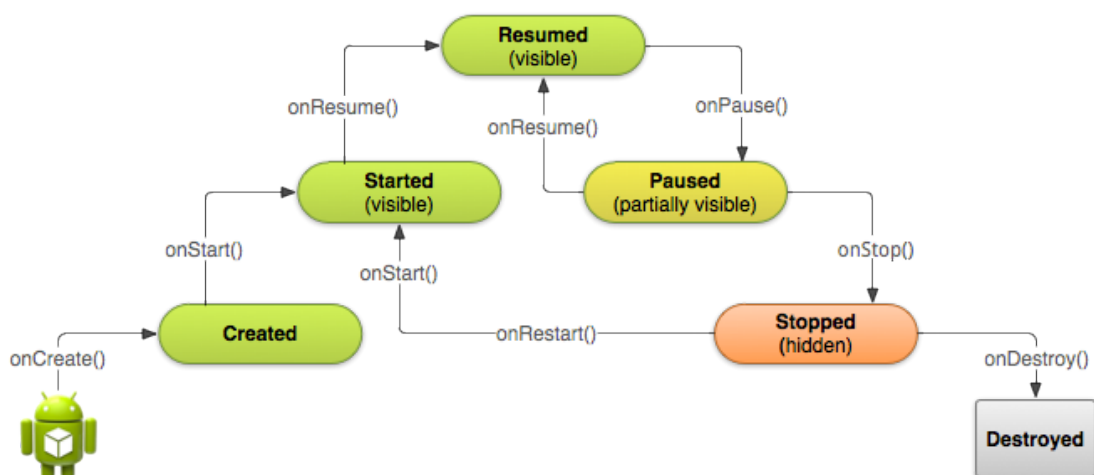 Resumed
(visible)
onResume()
onResume()
onPause()
Started
(visible)
Paused
(partially visible)
onStart()
onStart()
onStop()
Created
onRestart()
Stopped
(hidden)
onCreate()
onDestroy()
Destroyed